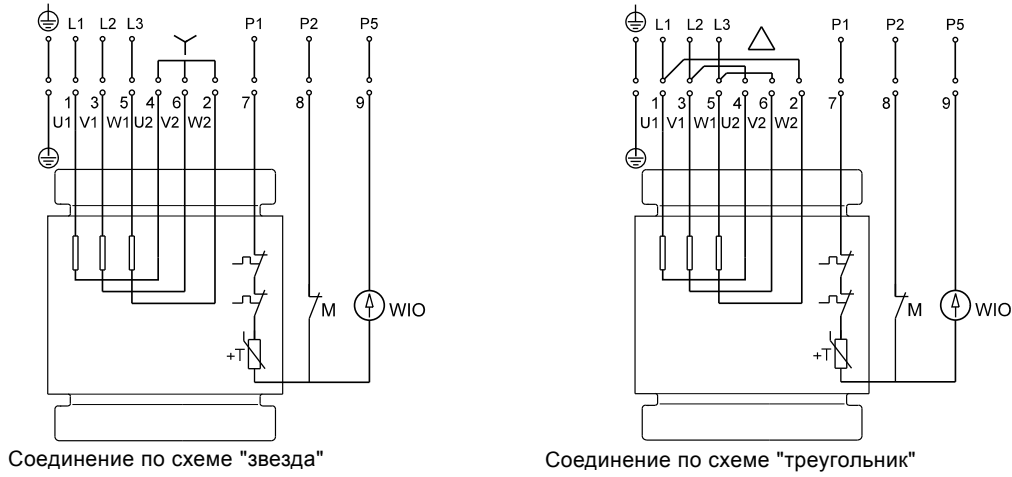 L1 L2 L3 P1 P2 P5
1 3 5 4 6 2 7 8 9
U1 V1 W1 U2 V2 W2
M WIO
+T
Соединение по схеме "звезда"
L1 L2 L3 P1 P2 P5
1 3 5 4 6 2 7 8 9
U1 V1 W1 U2 V2 W2
M WIO
+T
Соединение по схеме "треугольник"